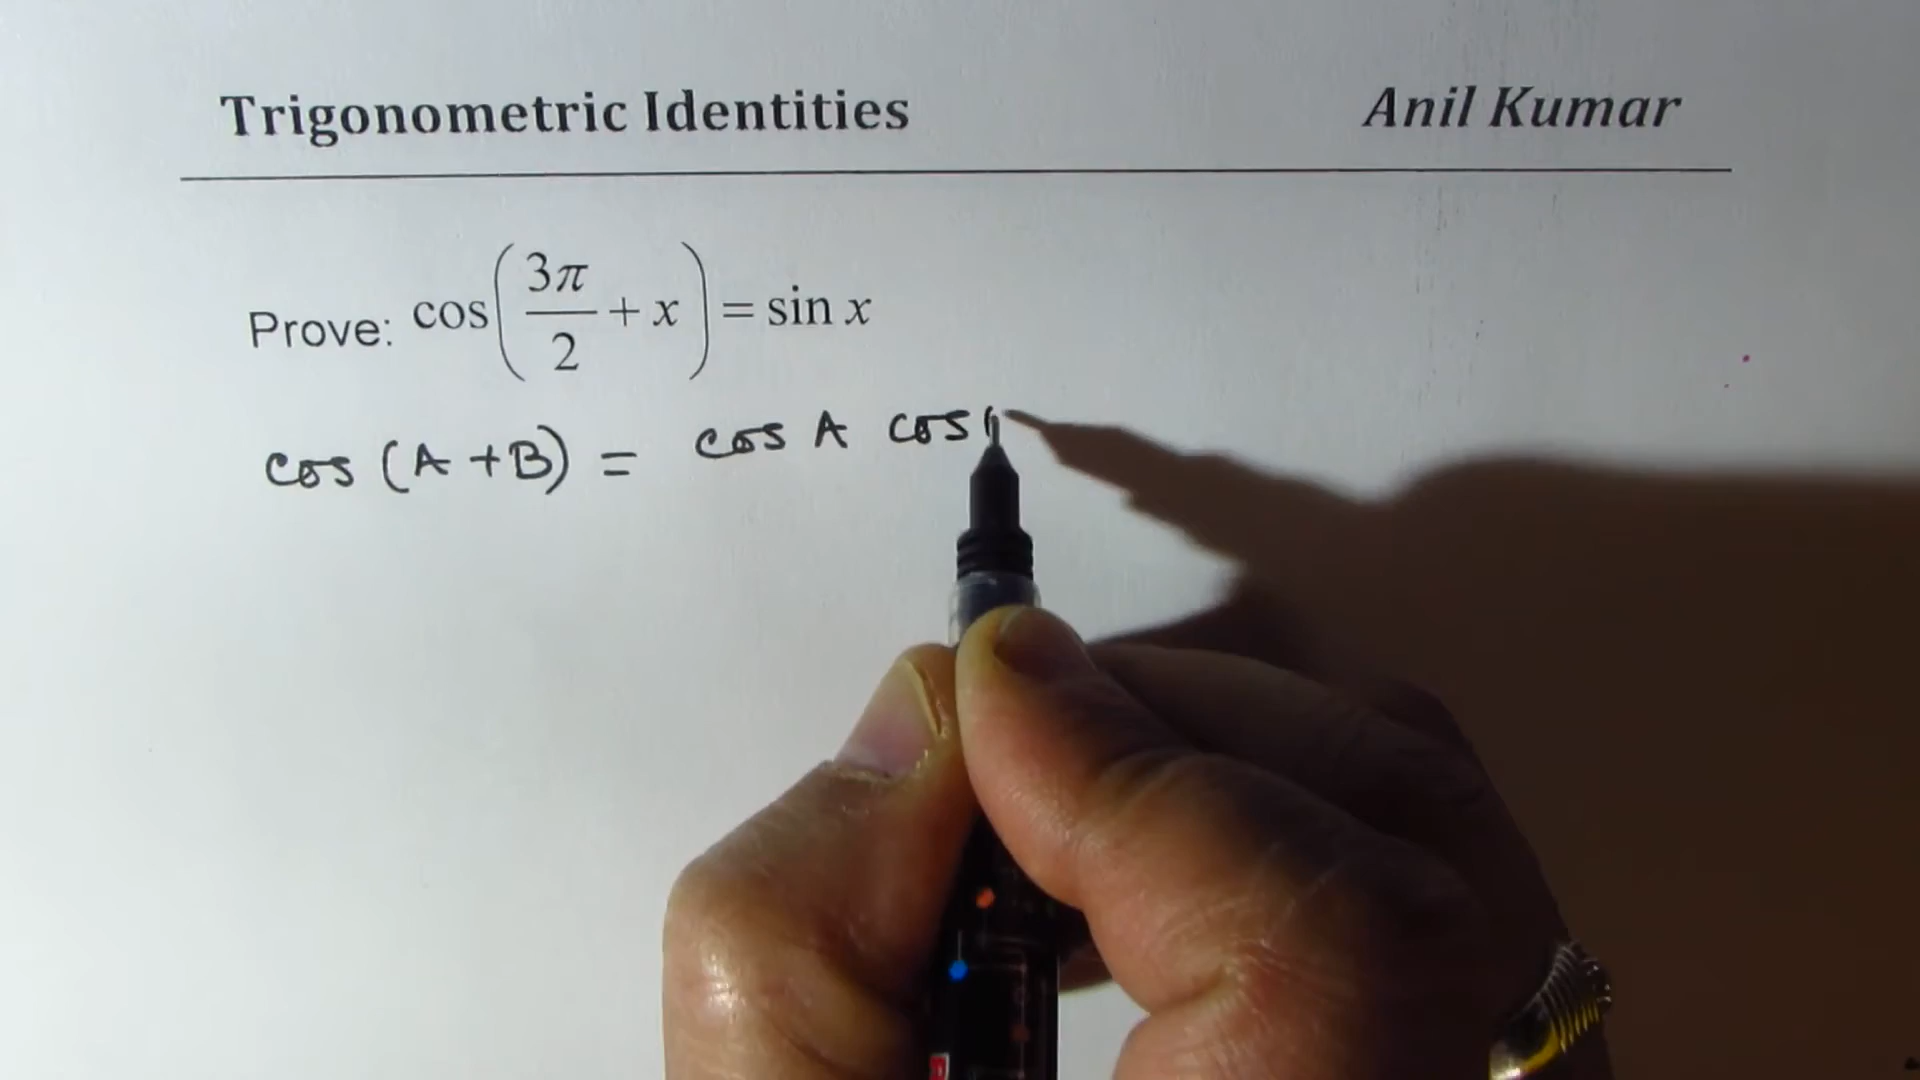 Trigonometric Identities Anil Kumar
Prove: cos(3π/2 + x) = sin x
cos (A + B) = cos A cos